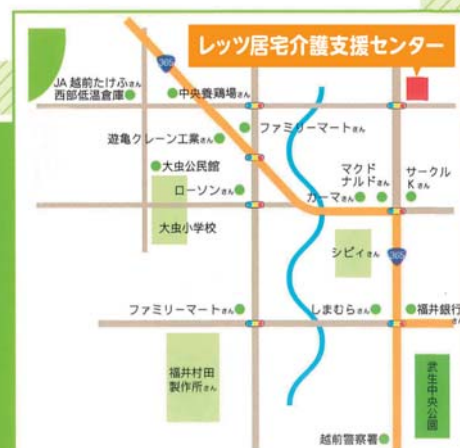 レッツ居宅介護支援センター
305
JA 越前たけふさん
西部低温倉庫
中央養鶏場さん
ファミリーマートさん
遊亀クレーン工業さん
大虫公民館
マクド
ナルドさん
サークル
Kさん
ローソンさん
カーマさん
大虫小学校
シピィさん
305
ファミリーマートさん
しまむらさん
福井銀行さん
福井村田
製作所さん
武生中央公園
越前警察署